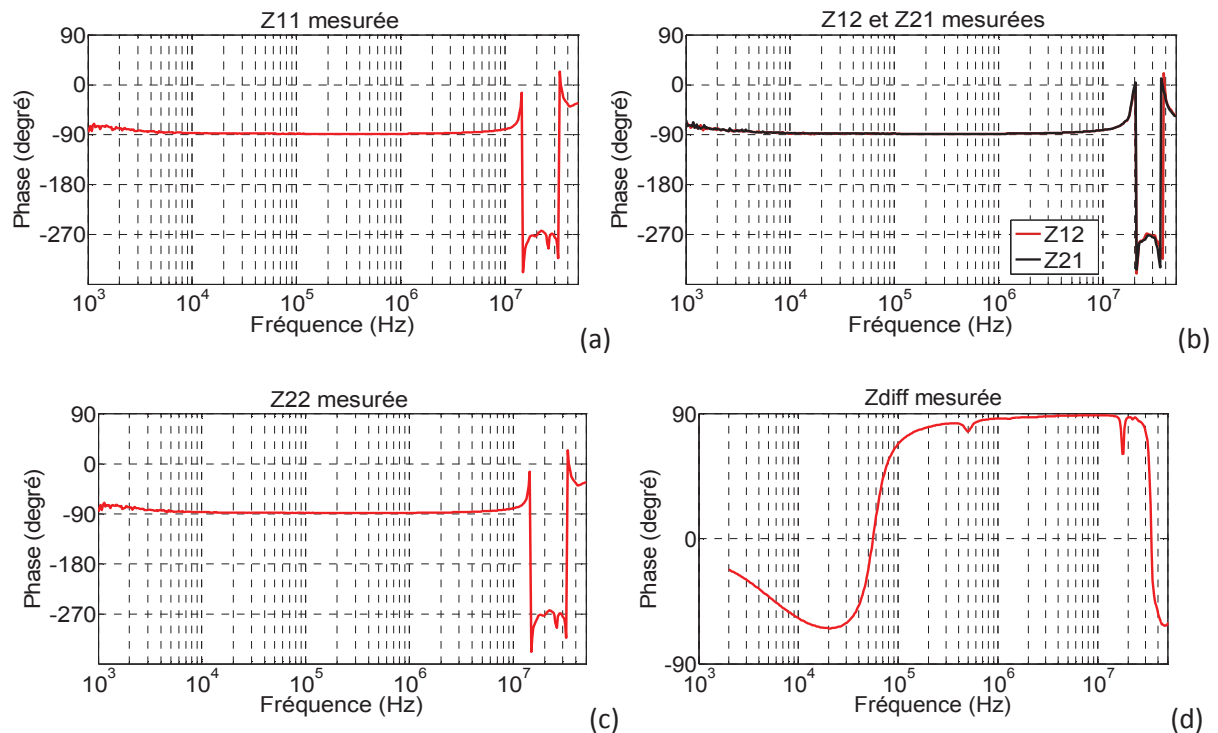 Z11 mesurée
90
0
-90
-180
-270
Phase (degré)
10^3
10^4
10^5
10^6
10^7
Fréquence (Hz)
(a)
Z12 et Z21 mesurées
90
0
-90
-180
-270
Phase (degré)
Z12
Z21
10^3
10^4
10^5
10^6
10^7
Fréquence (Hz)
(b)
Z22 mesurée
90
0
-90
-180
-270
Phase (degré)
10^3
10^4
10^5
10^6
10^7
Fréquence (Hz)
(c)
Zdiff mesurée
90
0
-90
Phase (degré)
10^3
10^4
10^5
10^6
10^7
Fréquence (Hz)
(d)